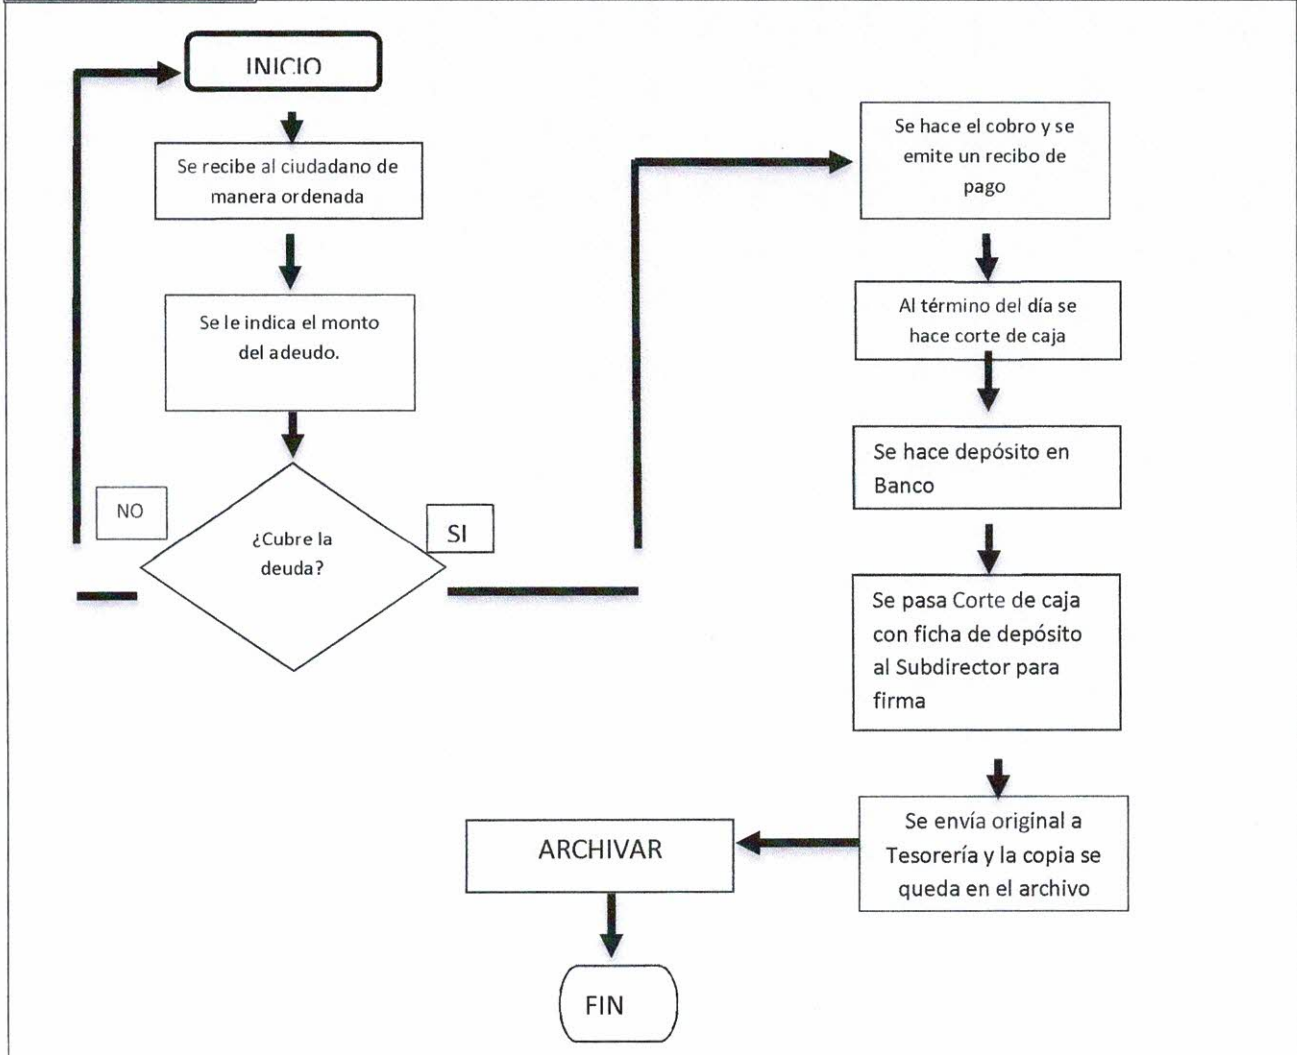 INICIO
Se recibe al ciudadano de
manera ordenada
Se le indica el monto
del adeudo.
¿Cubre la
deuda?
NO
SI
Se hace el cobro y se
emite un recibo de
pago
Al término del día se
hace corte de caja
Se hace depósito en
Banco
Se pasa Corte de caja
con ficha de depósito
al Subdirector para
firma
Se envía original a
Tesorería y la copia se
queda en el archivo
ARCHIVAR
FIN